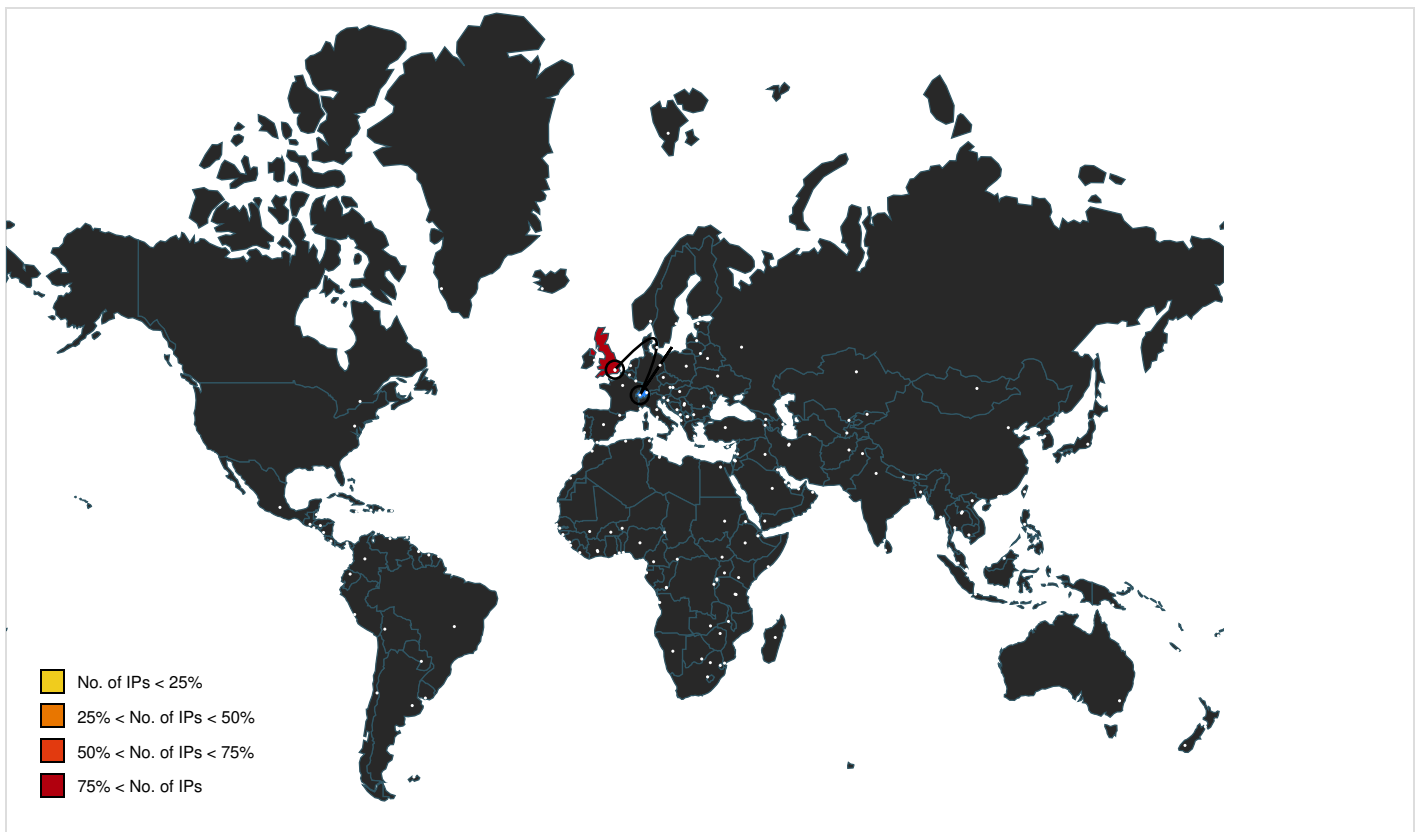 No. of IPs < 25%
25% < No. of IPs < 50%
50% < No. of IPs < 75%
75% < No. of IPs